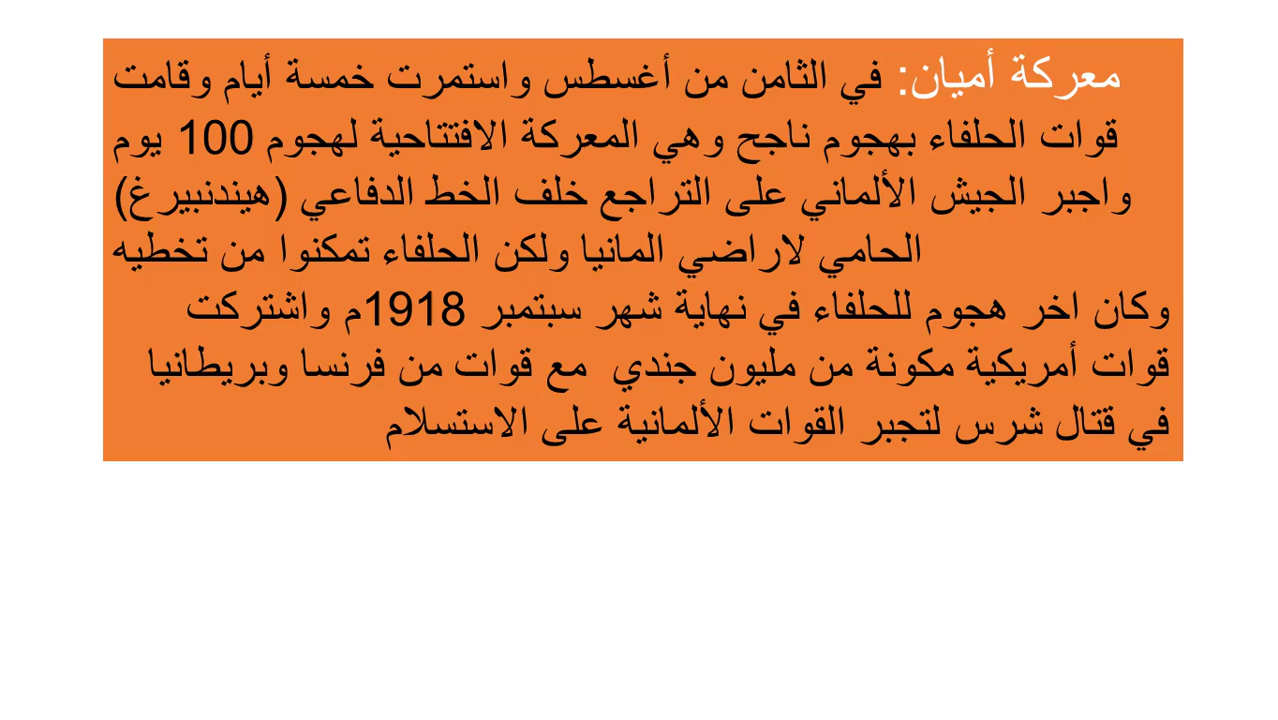 معركة أميان: في الثامن من أغسطس واستمرت خمسة أيام وقامت
قوات الحلفاء بهجوم ناجح وهي المعركة الافتتاحية لهجوم 100 يوم
واجبر الجيش الألماني على التراجع خلف الخط الدفاعي (هيندنبيرغ)
الحامي لاراضي المانيا ولكن الحلفاء تمكنوا من تخطيه
وكان اخر هجوم للحلفاء في نهاية شهر سبتمبر 1918م واشتركت
قوات أمريكية مكونة من مليون جندي مع قوات من فرنسا وبريطانيا
في قتال شرس لتجبر القوات الألمانية على الاستسلام